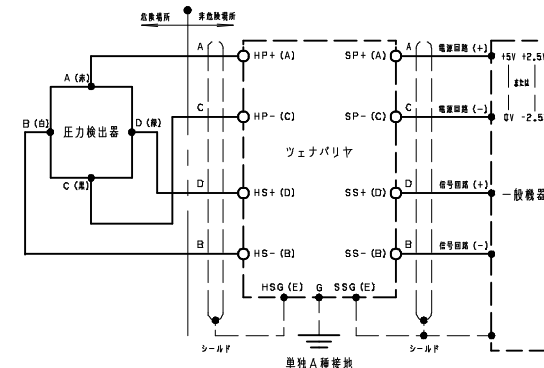 危険場所 非危険場所
A HP+ (A) SP+ (A) A 電源回路 (+) +5V +2.5V
または
A (赤)
C HP- (C) SP- (C) C 電源回路 (-) 0V -2.5
B (白) 圧力検出器 D (緑)
ツェナバリヤ
C (黒)
D HS+ (D) SS+ (D) D 信号回路 (+)
一般機器
B HS- (B) SS- (B) B 信号回路 (-)
HSG (E) G SSG (E)
シールド シールド
単独A種接地